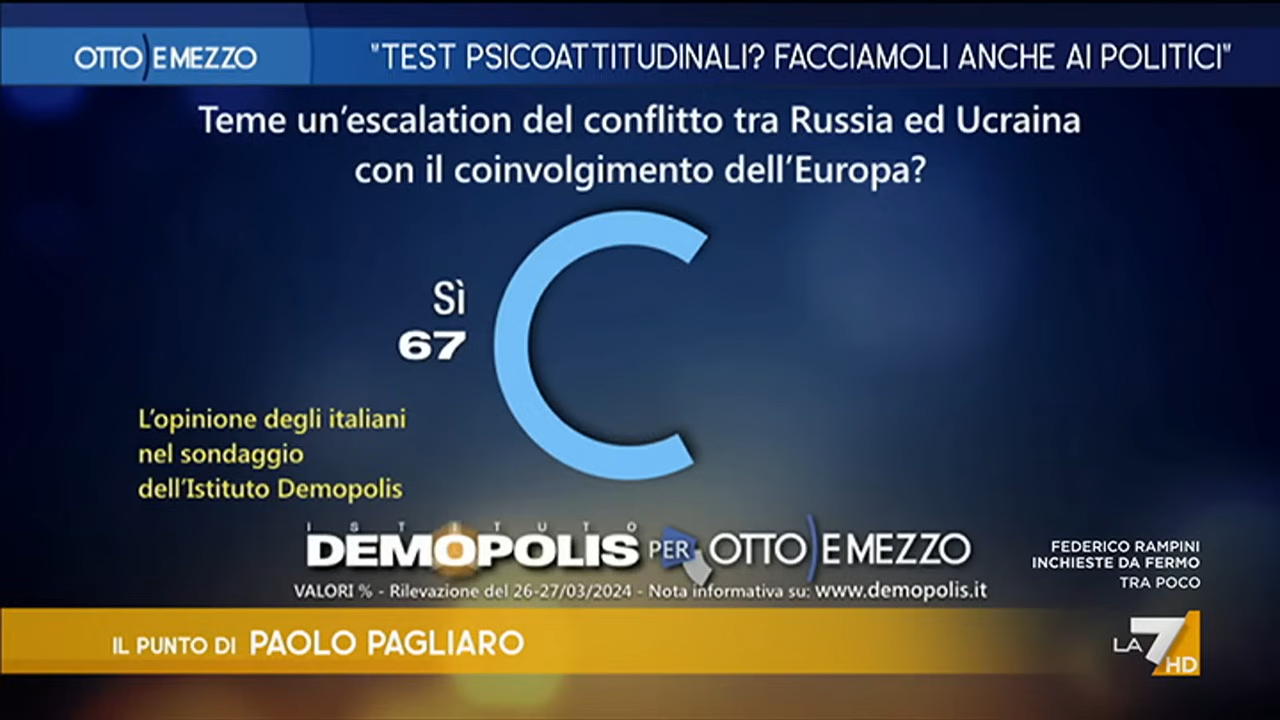 OTTO E MEZZO
"TEST PSICOATTITUDINALI? FACCIAMOLI ANCHE AI POLITICI"
Teme un'escalation del conflitto tra Russia ed Ucraina
con il coinvolgimento dell'Europa?
Sì
67
L'opinione degli italiani
nel sondaggio
dell'Istituto Demopolis
ISTITUTO
DEMOPOLIS PER OTTO E MEZZO
VALORI % - Rilevazione del 26-27/03/2024 - Nota informativa su: www.demopolis.it
FEDERICO RAMPINI
INCHIESTE DA FERMO
TRA POCO
IL PUNTO DI PAOLO PAGLIARO
LA 7 HD